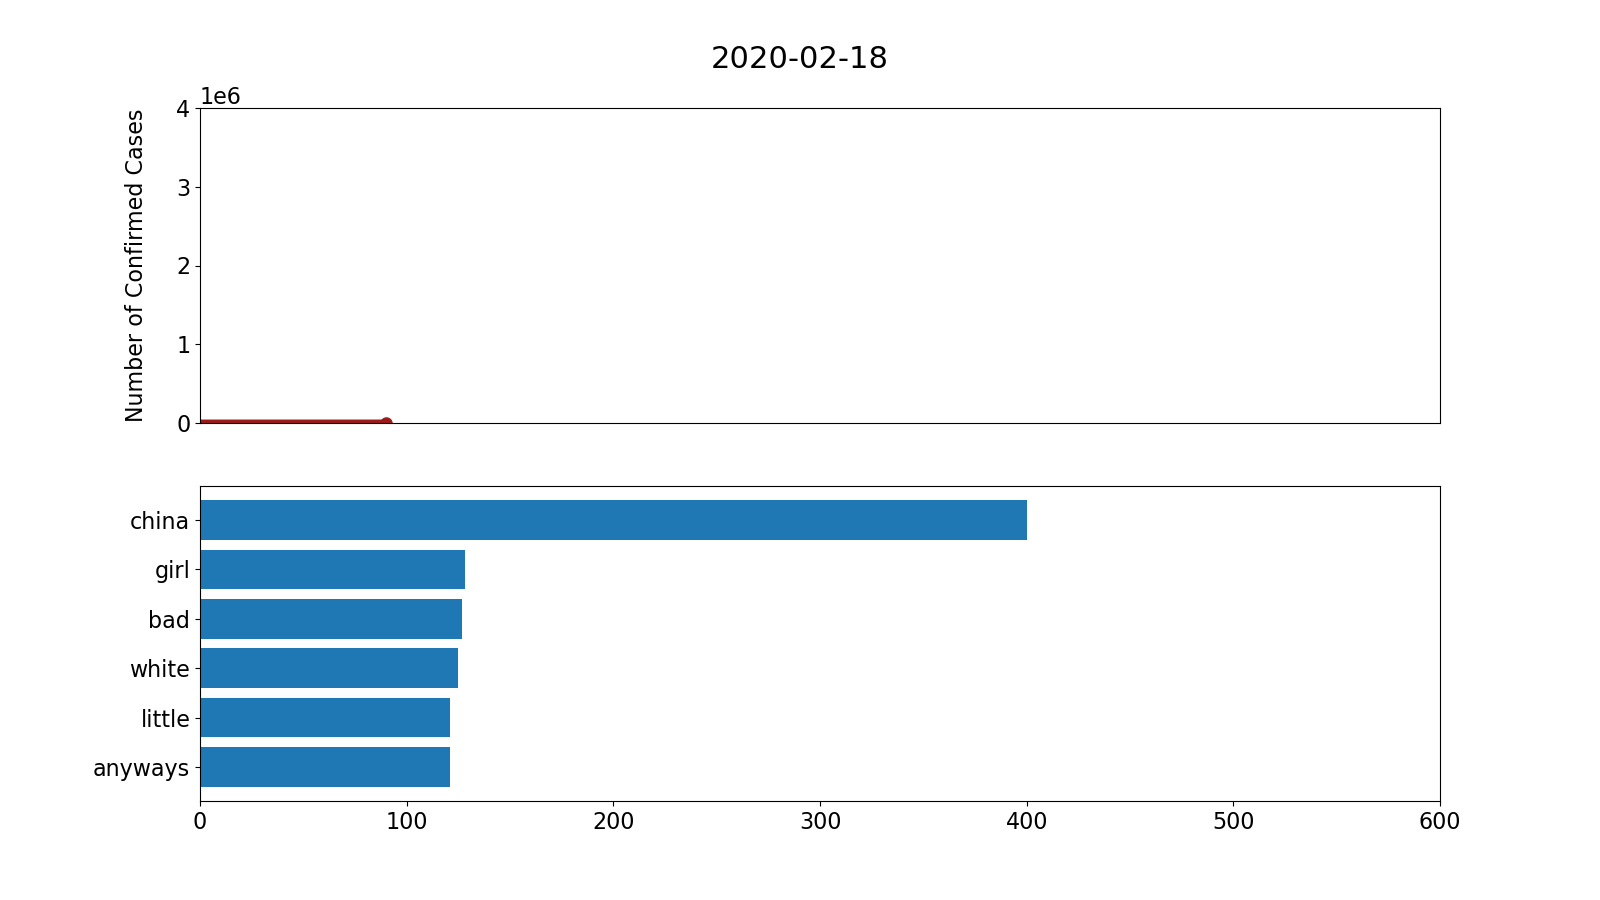 2020-02-18
1e6
4
3
2
1
0
Number of Confirmed Cases
china
girl
bad
white
little
anyways
0 100 200 300 400 500 600